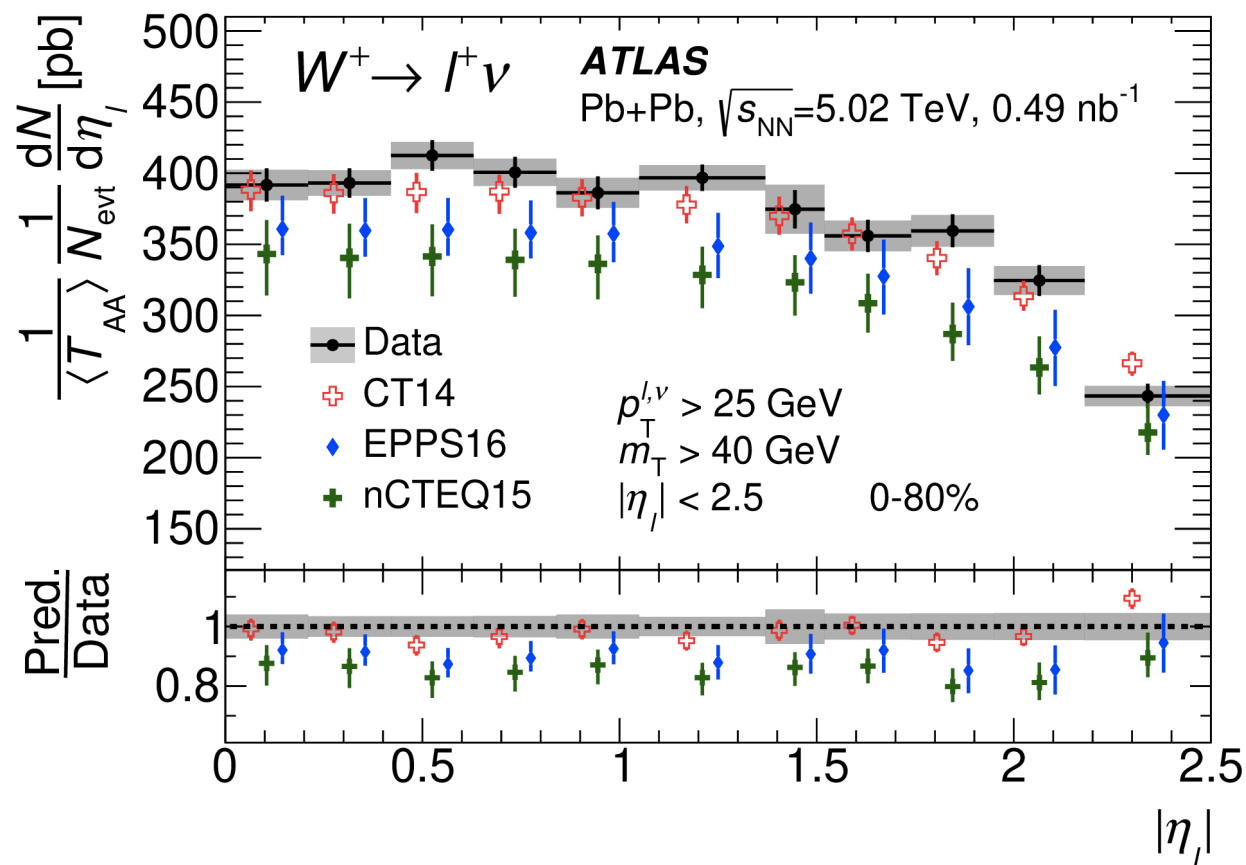 1/⟨T_AA⟩ 1/N_evt dN/dη_l [pb]
500
450
400
350
300
250
200
150
W⁺→ l⁺ν
ATLAS
Pb+Pb, √s_NN=5.02 TeV, 0.49 nb⁻¹
Data
CT14
EPPS16
nCTEQ15
p_T^{l,ν} > 25 GeV
m_T > 40 GeV
|η_l| < 2.5 0-80%
Pred./Data
1
0.8
0 0.5 1 1.5 2 2.5
|η_l|